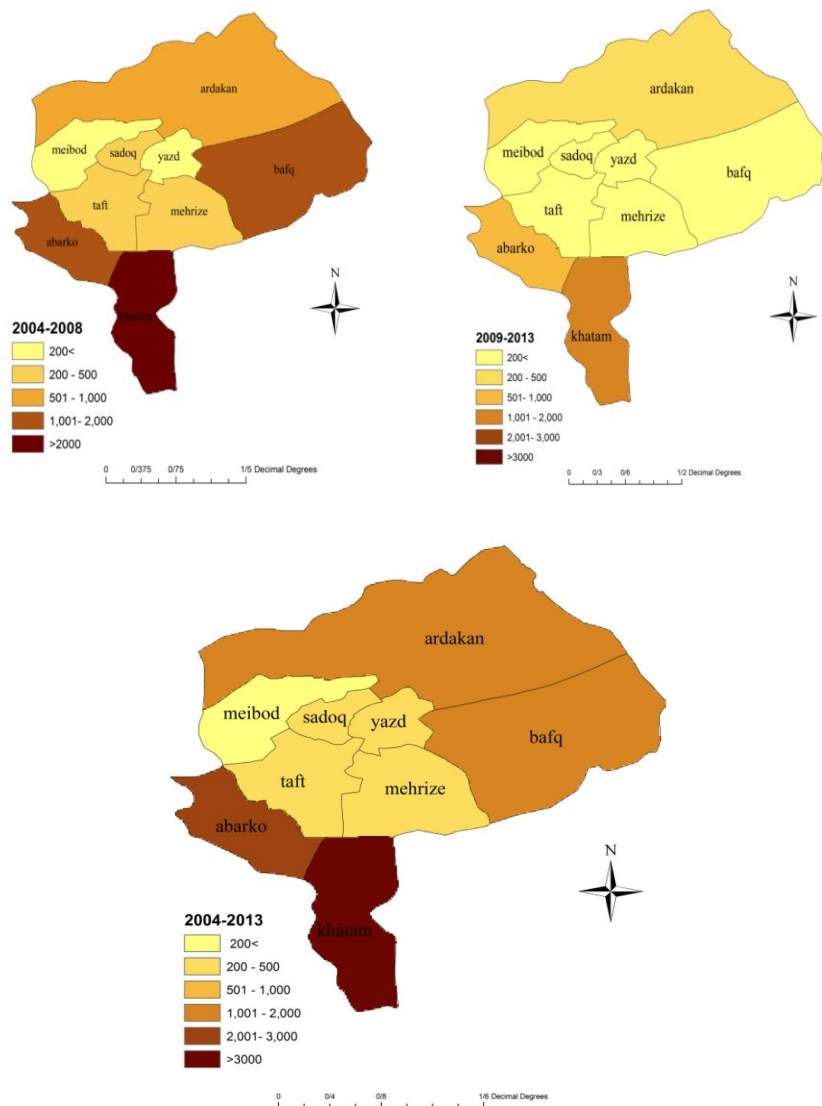 ardakan
meibod
sadoq
yazd
bafq
taft
mehrize
abarko
khatam
N
2004-2008
200<
200 - 500
501 - 1,000
1,001- 2,000
>2000
0 0/375 0/75 1/5 Decimal Degrees
ardakan
meibod
sadoq
yazd
bafq
taft
mehrize
abarko
khatam
N
2009-2013
200<
200 - 500
501- 1,000
1,001 - 2,000
2,001- 3,000
>3000
0 0/3 0/6 1/2 Decimal Degrees
ardakan
meibod
sadoq
yazd
bafq
taft
mehrize
abarko
khatam
N
2004-2013
200<
200 - 500
501 - 1,000
1,001 - 2,000
2,001- 3,000
>3000
0 0/4 0/8 1/6 Decimal Degrees